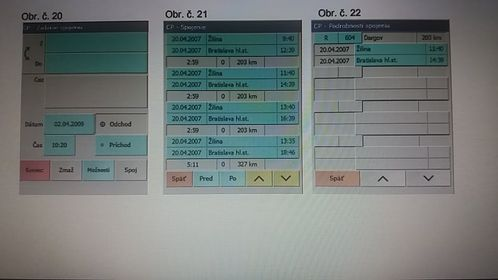 Obr. č. 20
CP - Zadanie spojenia
Z
Do
Cez
Dátum 02.04.2008 Odchod
Čas 10:20 Príchod
Koniec Zmaž Možnosti Spoj
Obr. č. 21
CP - Spojenie
20.04.2007 Žilina 9:40
20.04.2007 Bratislava hl.st. 12:39
2:59 0 203 km
20.04.2007 Žilina 11:40
20.04.2007 Bratislava hl.st. 14:39
2:59 0 203 km
20.04.2007 Žilina 13:40
20.04.2007 Bratislava hl.st. 16:39
2:59 0 203 km
20.04.2007 Žilina 13:35
20.04.2007 Bratislava hl.st. 18:46
5:11 0 327 km
Späť Pred Po
Obr. č. 22
CP - Podrobnosti spojenia
R 604 Dargov 203 km
20.04.2007 Žilina 11:40
20.04.2007 Bratislava hl.st. 14:39
Späť